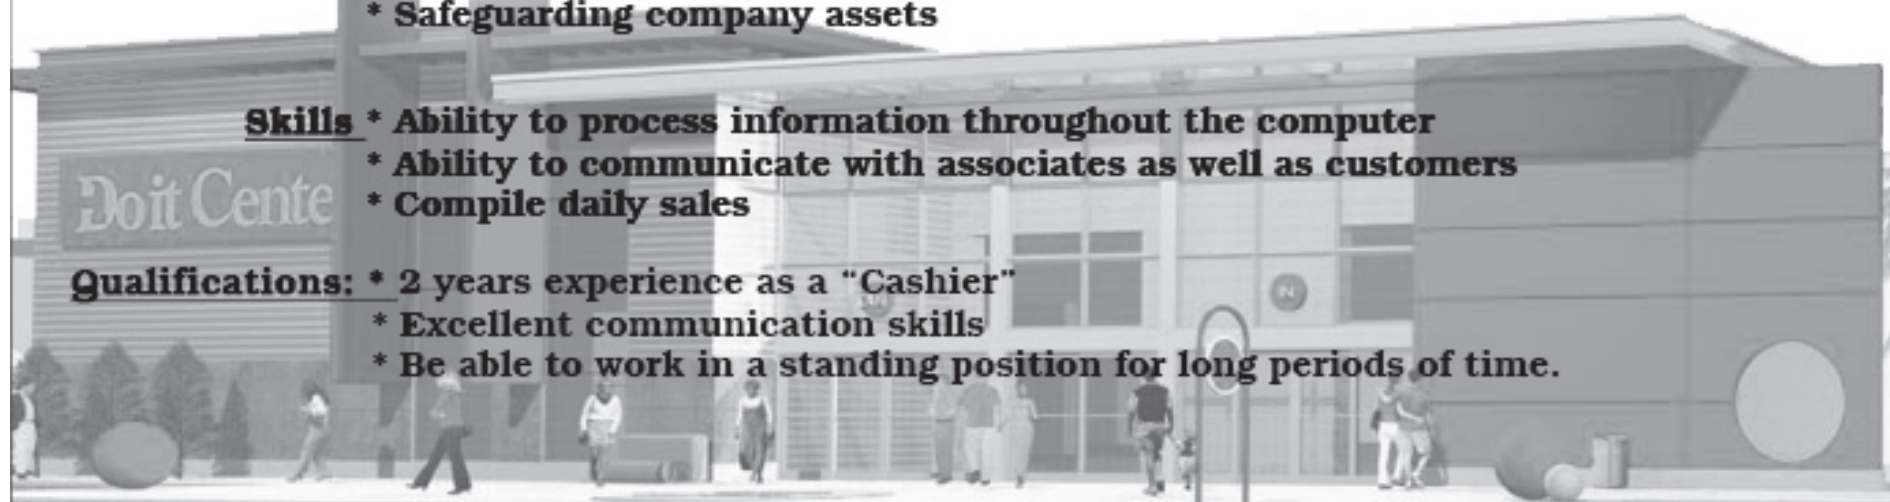 * Safeguarding company assets
Skills * Ability to process information throughout the computer
* Ability to communicate with associates as well as customers
* Compile daily sales
Doit Cente
Qualifications: * 2 years experience as a “Cashier”
* Excellent communication skills
* Be able to work in a standing position for long periods of time.
IN